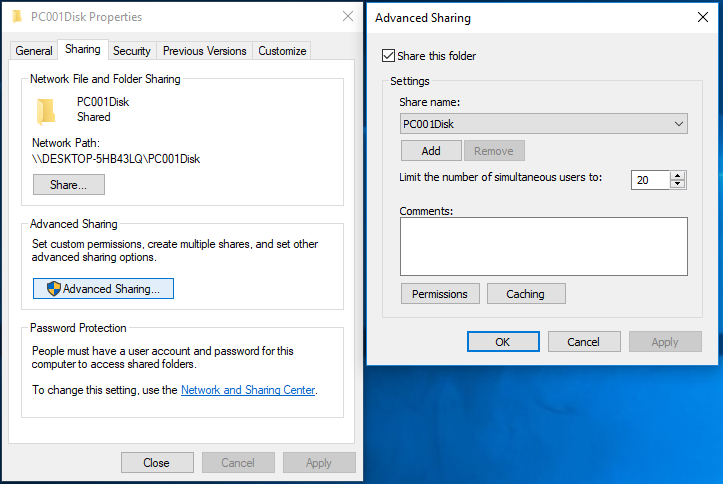 PC001Disk Properties
General
Sharing
Security
Previous Versions
Customize
Network File and Folder Sharing
PC001Disk
Shared
Network Path:
\\DESKTOP-5HB43LQ\PC001Disk
Share...
Advanced Sharing
Set custom permissions, create multiple shares, and set other
advanced sharing options.
Advanced Sharing...
Password Protection
People must have a user account and password for this
computer to access shared folders.
To change this setting, use the Network and Sharing Center.
Close
Cancel
Apply
Advanced Sharing
Share this folder
Settings
Share name:
PC001Disk
Add
Remove
Limit the number of simultaneous users to:
20
Comments:
Permissions
Caching
OK
Cancel
Apply